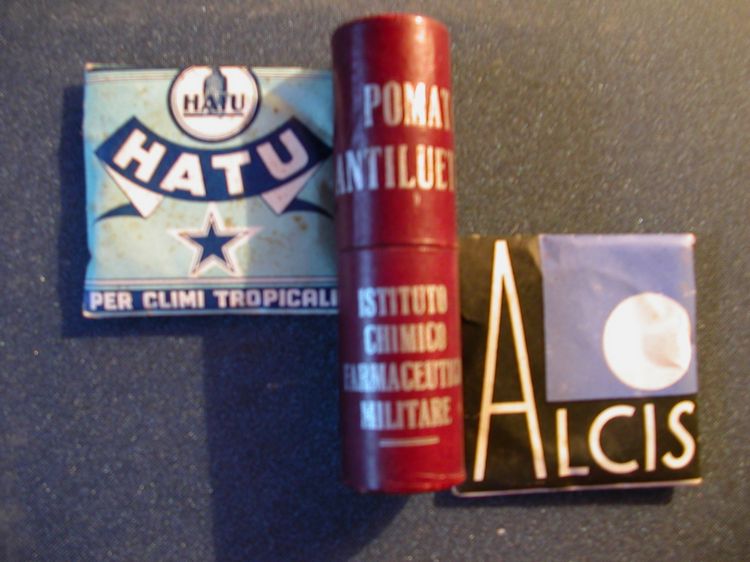 HATU
HATU
PER CLIMI TROPICALI
POMAT
ANTILUET
ISTITUTO
CHIMICO
FARMACEUTIC
MILITARE
ALCIS